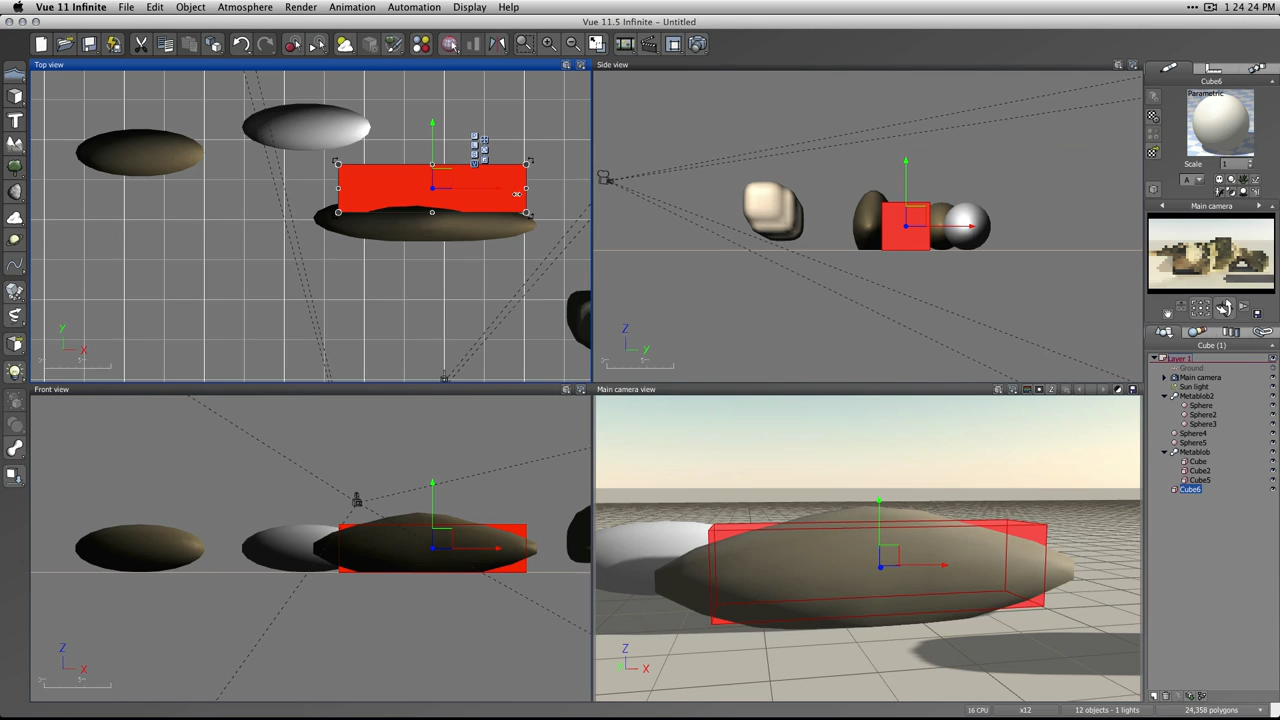 Vue 11 Infinite File Edit Objects Atmosphere Render Animation Automation Display Help 1:24:24 PM
Vue 11.5 Infinite - Untitled
Top view
Side view
Cube6
Parametric
Scale 1
A
Main camera
Y
X
Z
Y
Cube (1)
Layer 1
Ground
Main camera
Sun light
Metablob2
Sphere
Sphere2
Sphere3
Sphere4
Sphere5
Metablob
Cube
Cube2
Cube5
Cube6
Front view
Main camera view
Z
X
Z
X
16 CPU x12 12 objects - 1 lights 24,358 polygons